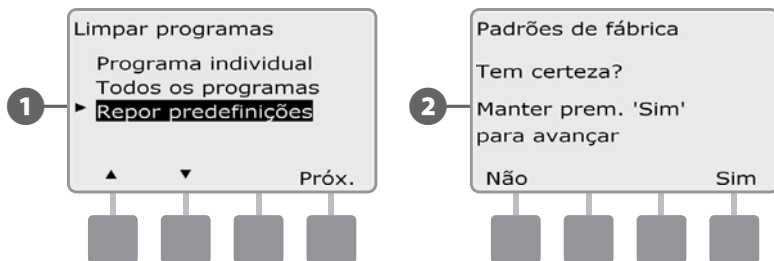 Limpar programas
Programa individual
Todos os programas
1
► Repor predefinições
▲ ▼ Próx.
Padrões de fábrica
Tem certeza?
2
Manter prem. 'Sim'
para avançar
Não Sim